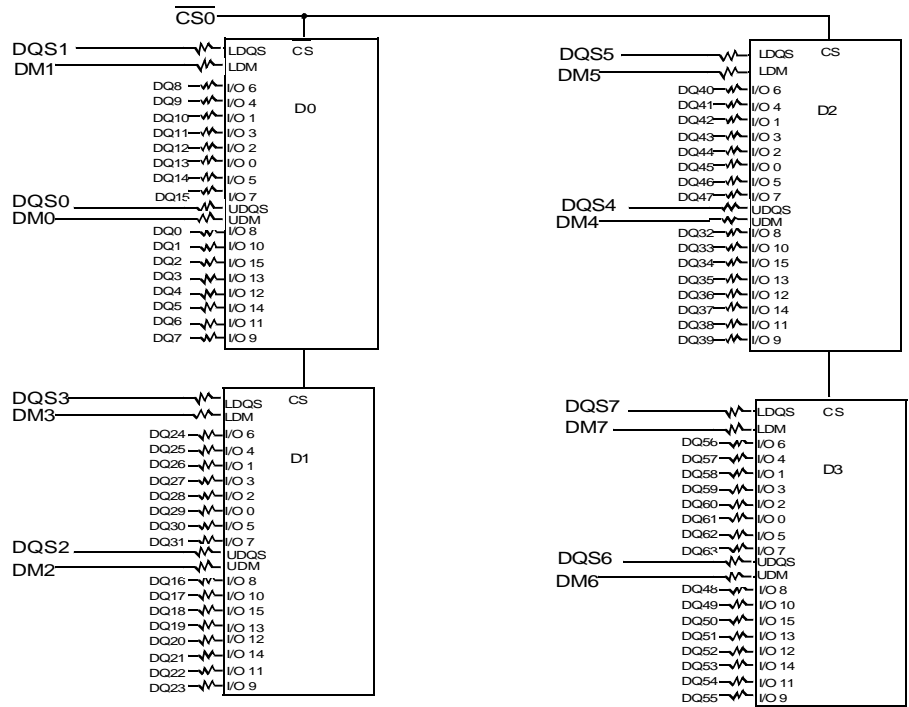 CS0
DQS1 LDQS CS
DM1 LDM
DQ8 I/O 6
DQ9 I/O 4 D0
DQ10 I/O 1
DQ11 I/O 3
DQ12 I/O 2
DQ13 I/O 0
DQ14 I/O 5
DQ15 I/O 7
DQS0 UDQS
DM0 UDM
DQ0 I/O 8
DQ1 I/O 10
DQ2 I/O 15
DQ3 I/O 13
DQ4 I/O 12
DQ5 I/O 14
DQ6 I/O 11
DQ7 I/O 9
DQS3 LDQS CS
DM3 LDM
DQ24 I/O 6
DQ25 I/O 4
DQ26 I/O 1 D1
DQ27 I/O 3
DQ28 I/O 2
DQ29 I/O 0
DQ30 I/O 5
DQ31 I/O 7
DQS2 UDQS
DM2 UDM
DQ16 I/O 8
DQ17 I/O 10
DQ18 I/O 15
DQ19 I/O 13
DQ20 I/O 12
DQ21 I/O 14
DQ22 I/O 11
DQ23 I/O 9
DQS5 LDQS CS
DM5 LDM
DQ40 I/O 6
DQ41 I/O 4 D2
DQ42 I/O 1
DQ43 I/O 3
DQ44 I/O 2
DQ45 I/O 0
DQ46 I/O 5
DQ47 I/O 7
DQS4 UDQS
DM4 UDM
DQ32 I/O 8
DQ33 I/O 10
DQ34 I/O 15
DQ35 I/O 13
DQ36 I/O 12
DQ37 I/O 14
DQ38 I/O 11
DQ39 I/O 9
DQS7 LDQS CS
DM7 LDM
DQ56 I/O 6
DQ57 I/O 4
DQ58 I/O 1 D3
DQ59 I/O 3
DQ60 I/O 2
DQ61 I/O 0
DQ62 I/O 5
DQ63 I/O 7
DQS6 UDQS
DM6 UDM
DQ48 I/O 8
DQ49 I/O 10
DQ50 I/O 15
DQ51 I/O 13
DQ52 I/O 12
DQ53 I/O 14
DQ54 I/O 11
DQ55 I/O 9